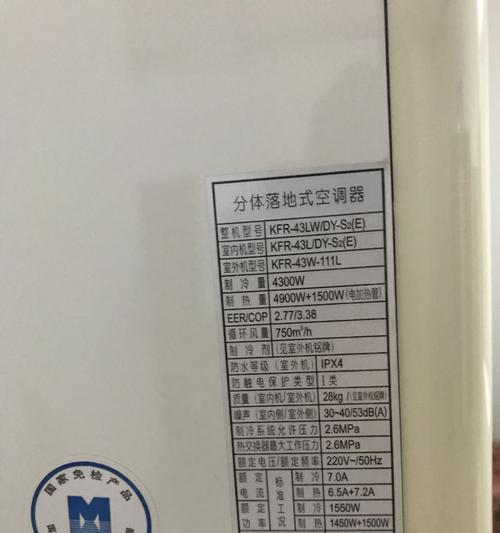 分体落地式空调器
整机型号 KFR-43LW/DY-S2(E)
室内机型号 KFR-43L/DY-S2(E)
室外机型号 KFR-43W-111L
制冷量 4300W
制热量 4900W+1500W(电加热管)
EER/COP 2.77/3.38
循环风量 750m³/h
制冷剂 (见室外机铭牌)
防水等级(室外机) IPX4
防触电保护类型 I类
质量(室内机/室外机) 28kg/(见室外机铭牌)
噪声(室内侧/室外侧) 30~40/53dB(A)
制冷系统允许压力 2.6MPa
热交换器最大工作压力 2.6MPa
额定电压/额定频率 220V~/50Hz
额定电流 标准工况 制冷 7.0A
制热 6.5A+7.2A
额定功率 制冷 1550W
制热 1450W+1500W
国家免检产品